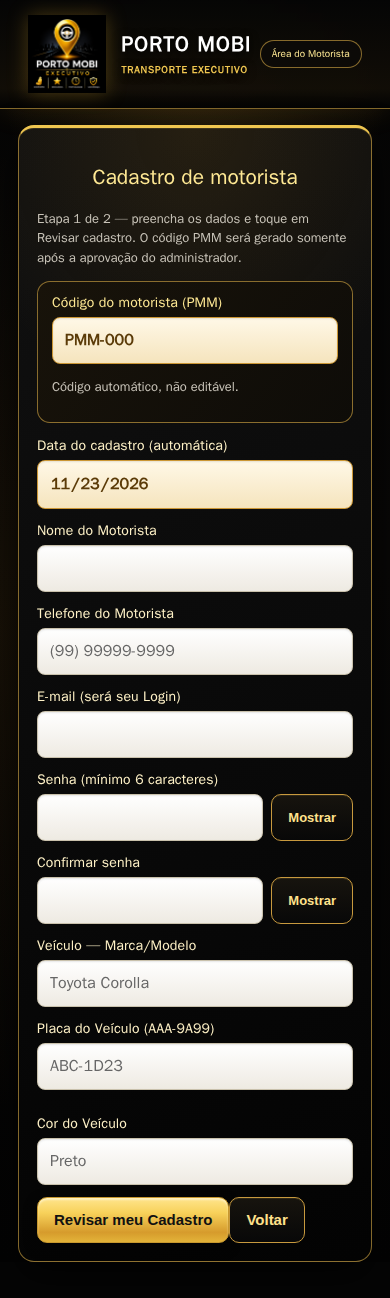 PORTO MOBI
EXECUTIVO
PORTO MOBI
TRANSPORTE EXECUTIVO
Área do Motorista
Cadastro de motorista
Etapa 1 de 2 — preencha os dados e toque em
Revisar cadastro. O código PMM será gerado somente
após a aprovação do administrador.
Código do motorista (PMM)
PMM-000
Código automático, não editável.
Data do cadastro (automática)
11/23/2026
Nome do Motorista
Telefone do Motorista
(99) 99999-9999
E-mail (será seu Login)
Senha (mínimo 6 caracteres)
Mostrar
Confirmar senha
Mostrar
Veículo — Marca/Modelo
Toyota Corolla
Placa do Veículo (AAA-9A99)
ABC-1D23
Cor do Veículo
Preto
Revisar meu Cadastro
Voltar